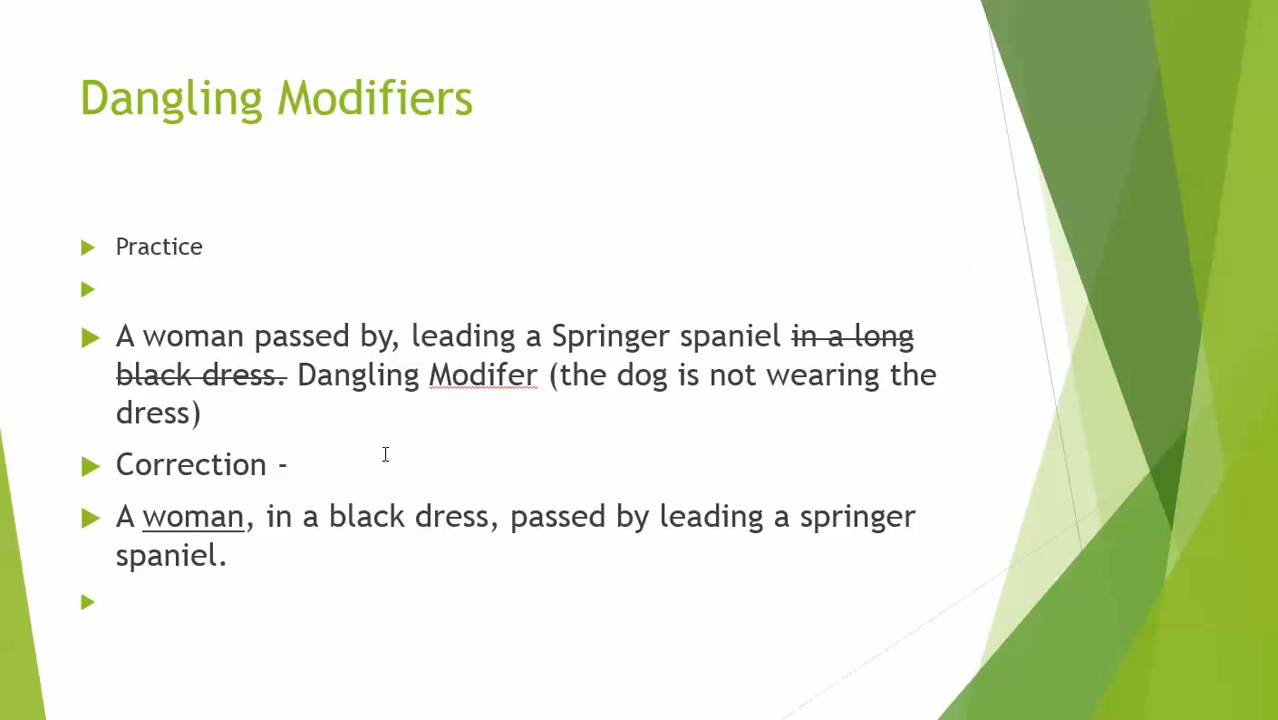 Dangling Modifiers
Practice
A woman passed by, leading a Springer spaniel in a long
black dress. Dangling Modifer (the dog is not wearing the
dress)
Correction -
A woman, in a black dress, passed by leading a springer
spaniel.